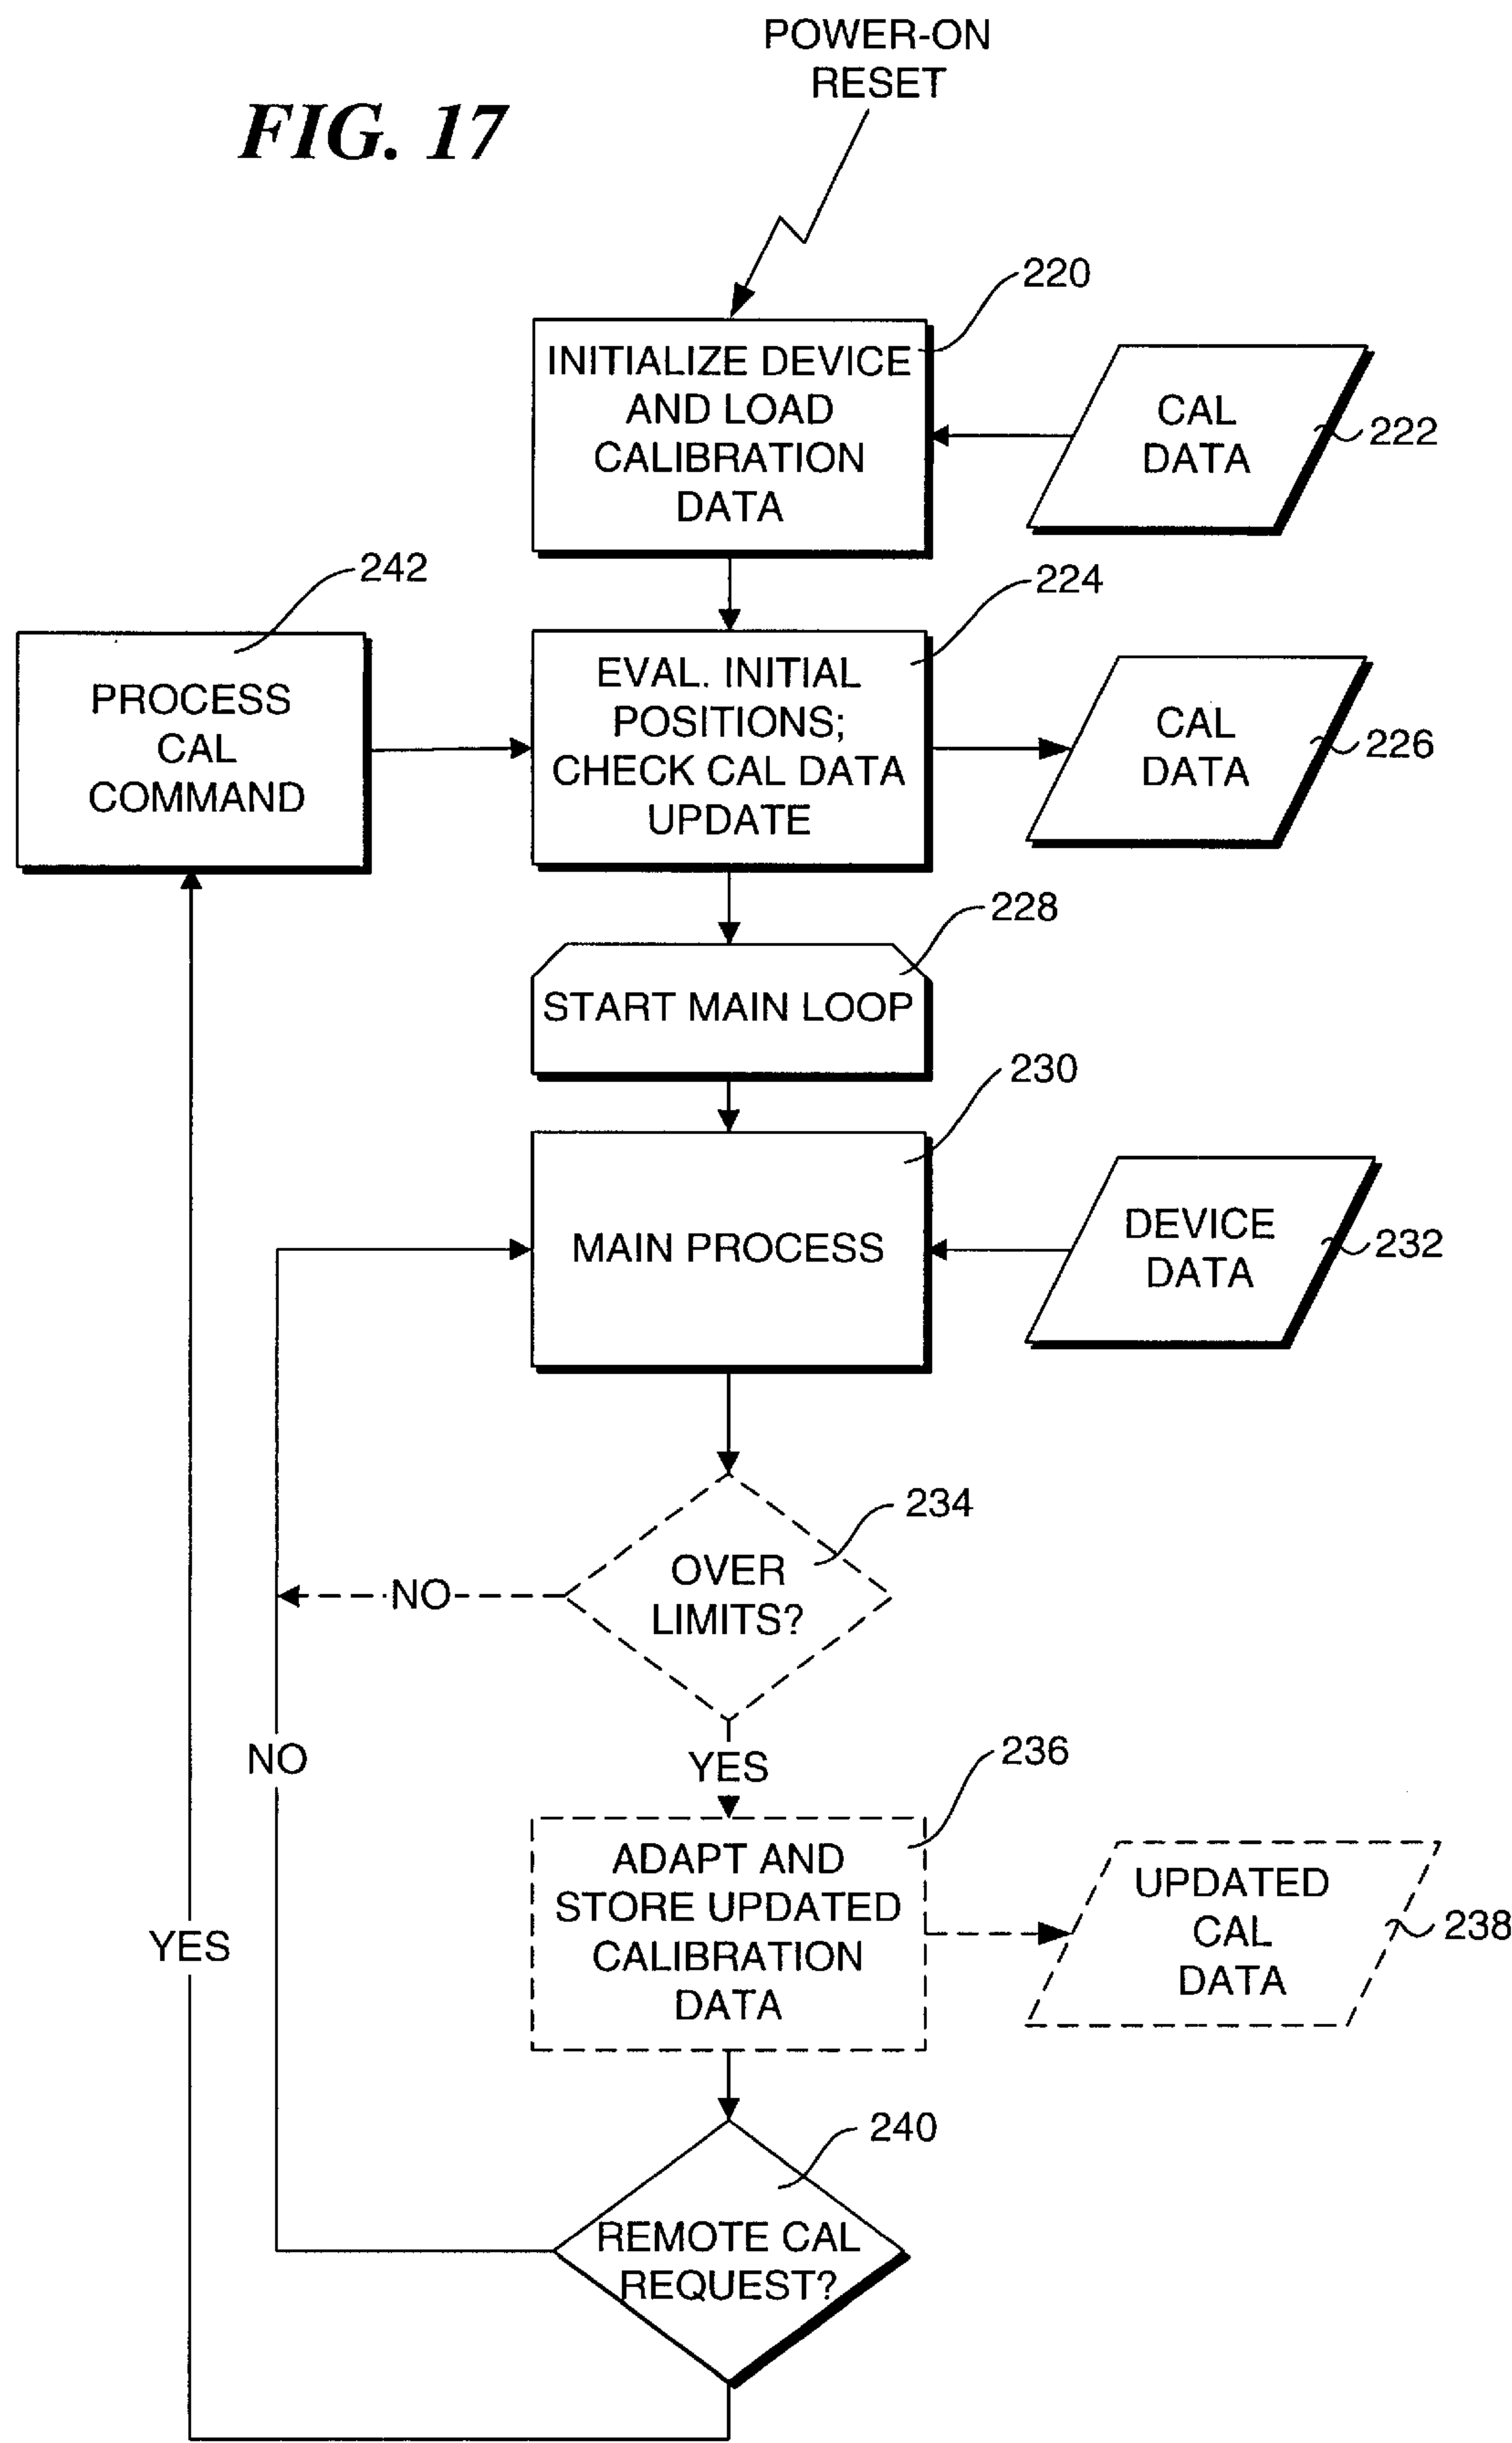 POWER-ON
RESET
FIG. 17
220
INITIALIZE DEVICE
AND LOAD
CALIBRATION
DATA
CAL
DATA
222
242
224
PROCESS
CAL
COMMAND
EVAL. INITIAL
POSITIONS;
CHECK CAL DATA
UPDATE
CAL
DATA
226
228
START MAIN LOOP
230
MAIN PROCESS
DEVICE
DATA
232
234
OVER
LIMITS?
NO
YES
NO
236
ADAPT AND
STORE UPDATED
CALIBRATION
DATA
UPDATED
CAL
DATA
238
YES
240
REMOTE CAL
REQUEST?